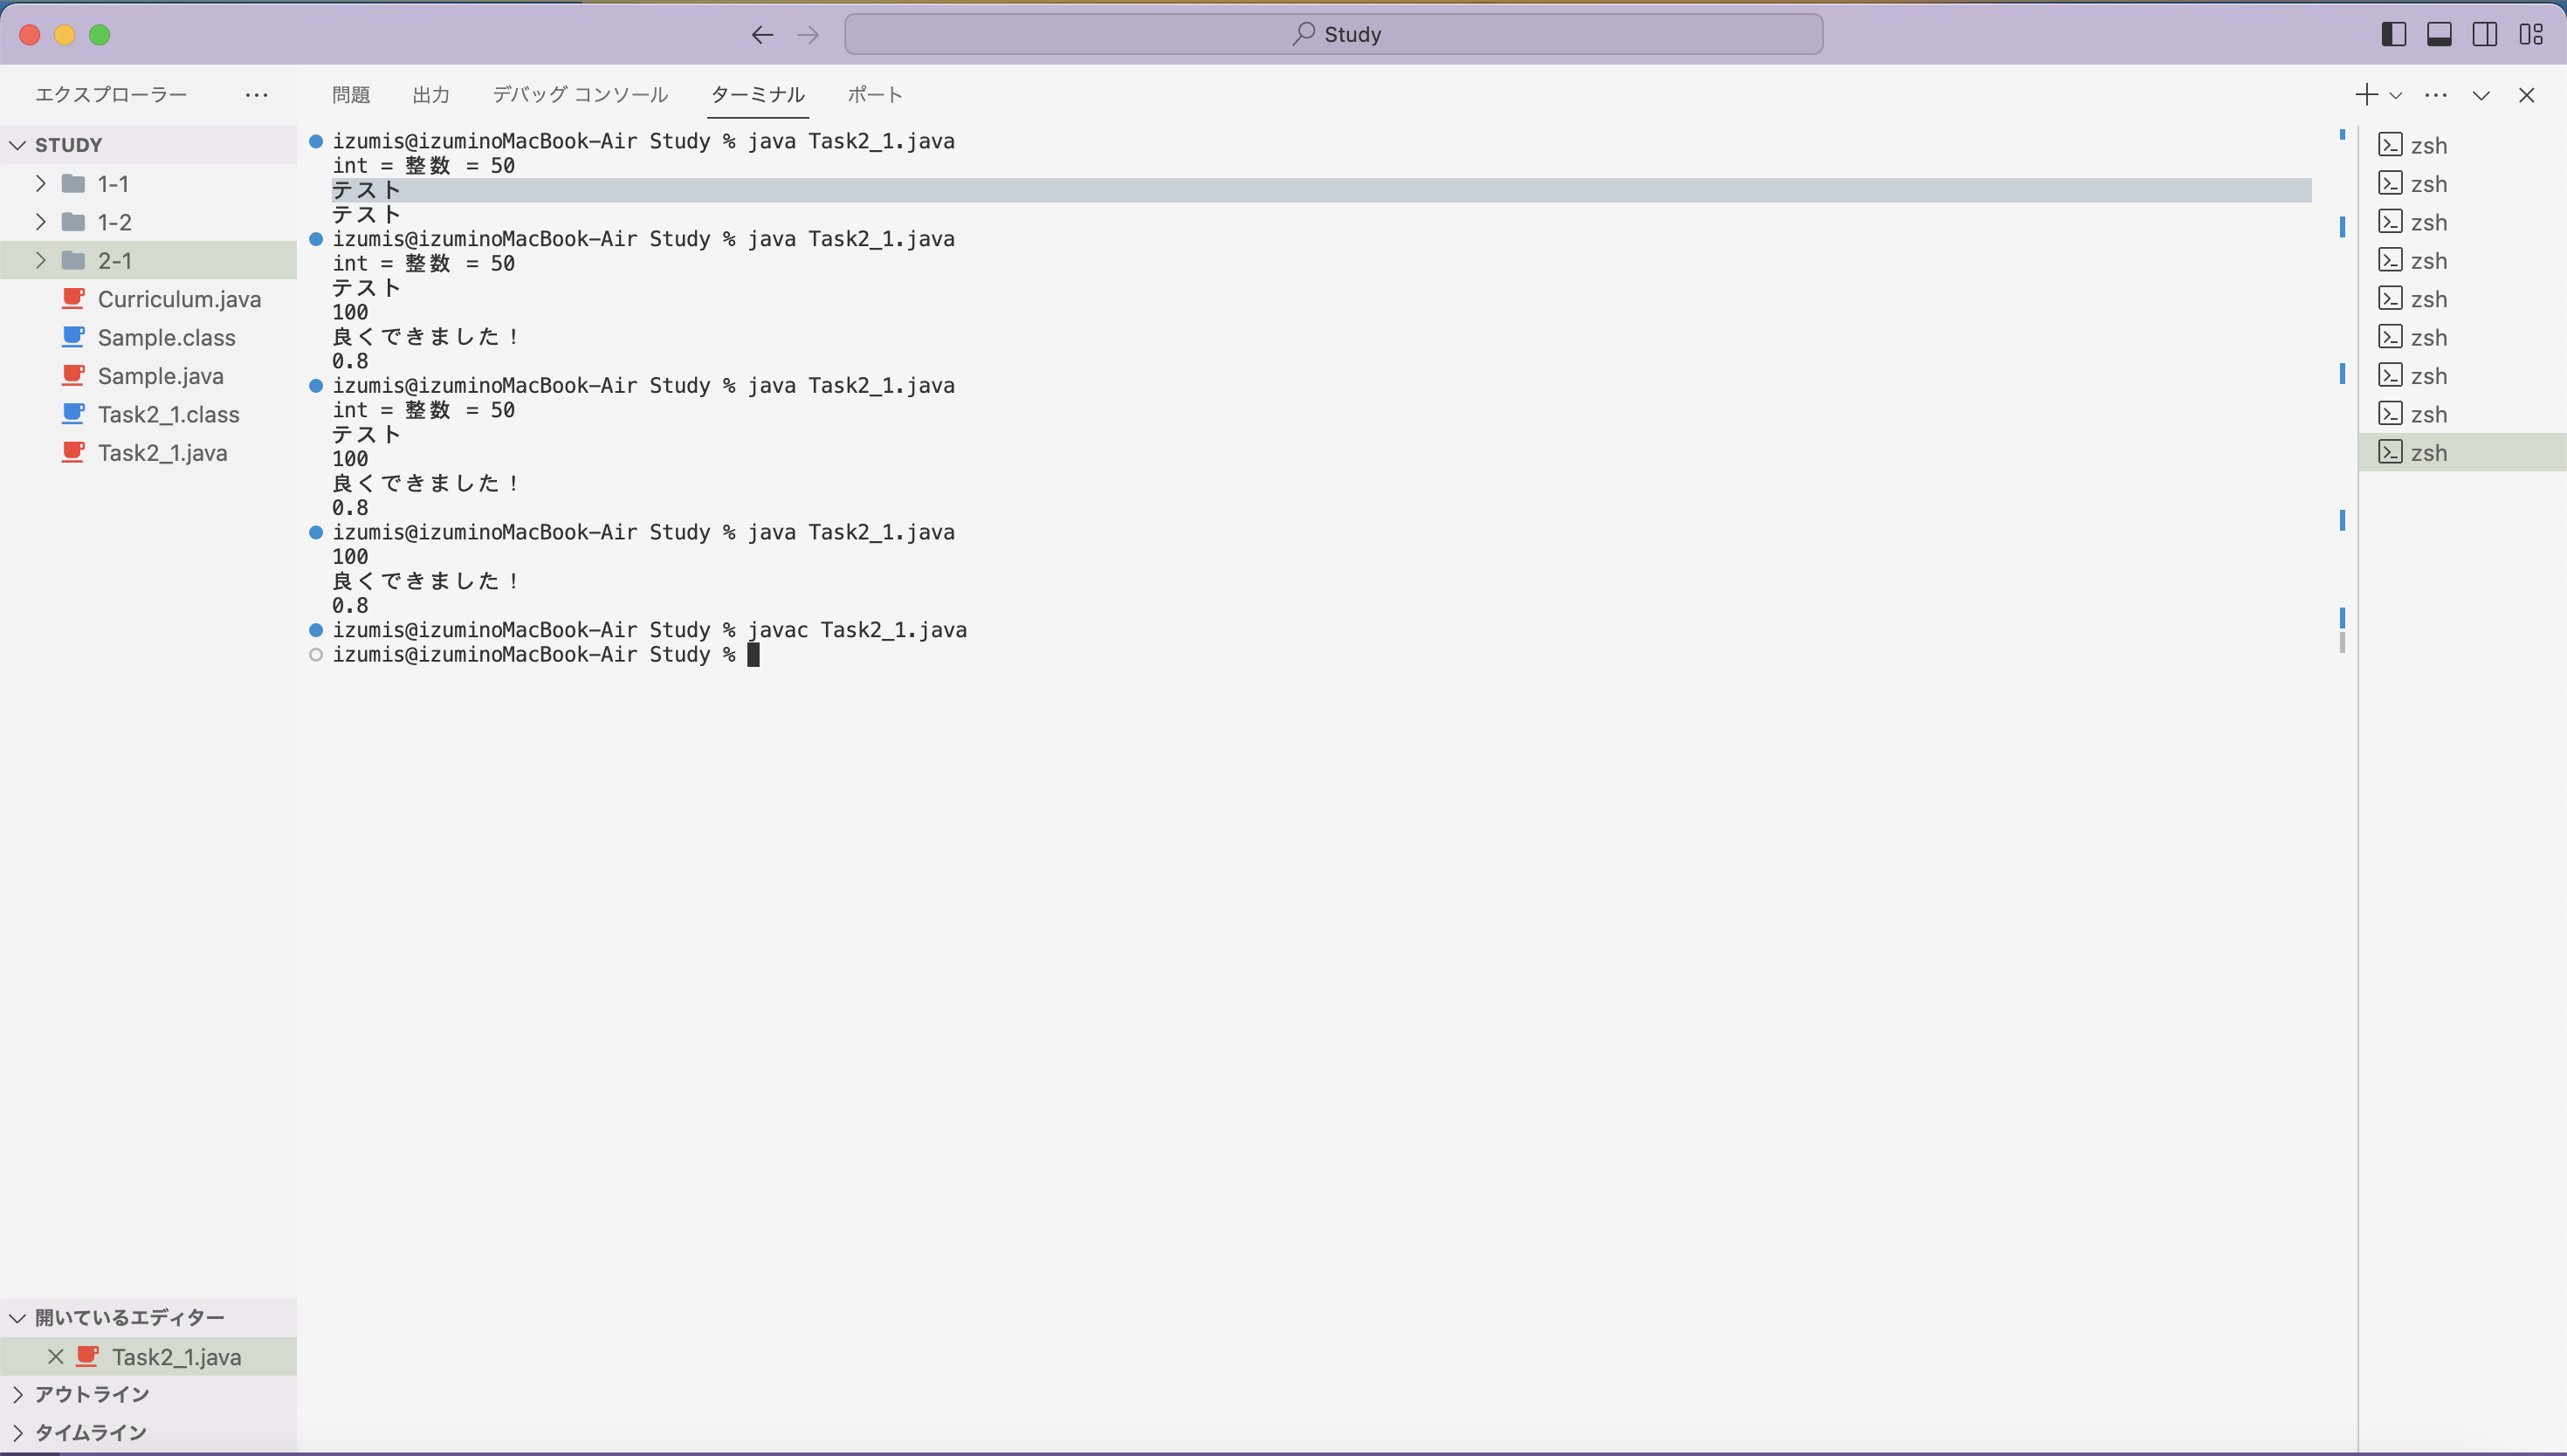 Study
エクスプローラー
STUDY
1-1
1-2
2-1
Curriculum.java
Sample.class
Sample.java
Task2_1.class
Task2_1.java
開いているエディター
Task2_1.java
アウトライン
タイムライン
問題 出力 デバッグ コンソール ターミナル ポート
izumis@izuminoMacBook-Air Study % java Task2_1.java
int = 整数 = 50
テスト
テスト
izumis@izuminoMacBook-Air Study % java Task2_1.java
int = 整数 = 50
テスト
100
良くできました！
0.8
izumis@izuminoMacBook-Air Study % java Task2_1.java
int = 整数 = 50
テスト
100
良くできました！
0.8
izumis@izuminoMacBook-Air Study % java Task2_1.java
100
良くできました！
0.8
izumis@izuminoMacBook-Air Study % javac Task2_1.java
izumis@izuminoMacBook-Air Study %
zsh
zsh
zsh
zsh
zsh
zsh
zsh
zsh
zsh